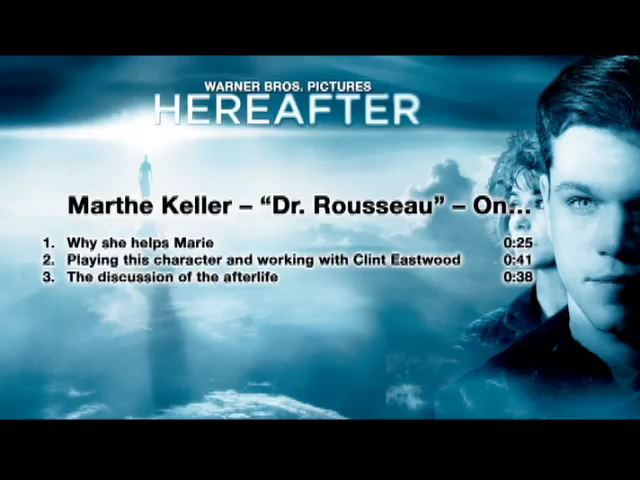 WARNER BROS. PICTURES
HEREAFTER
Marthe Keller – “Dr. Rousseau” – On...
1. Why she helps Marie 0:25
2. Playing this character and working with Clint Eastwood 0:41
3. The discussion of the afterlife 0:38